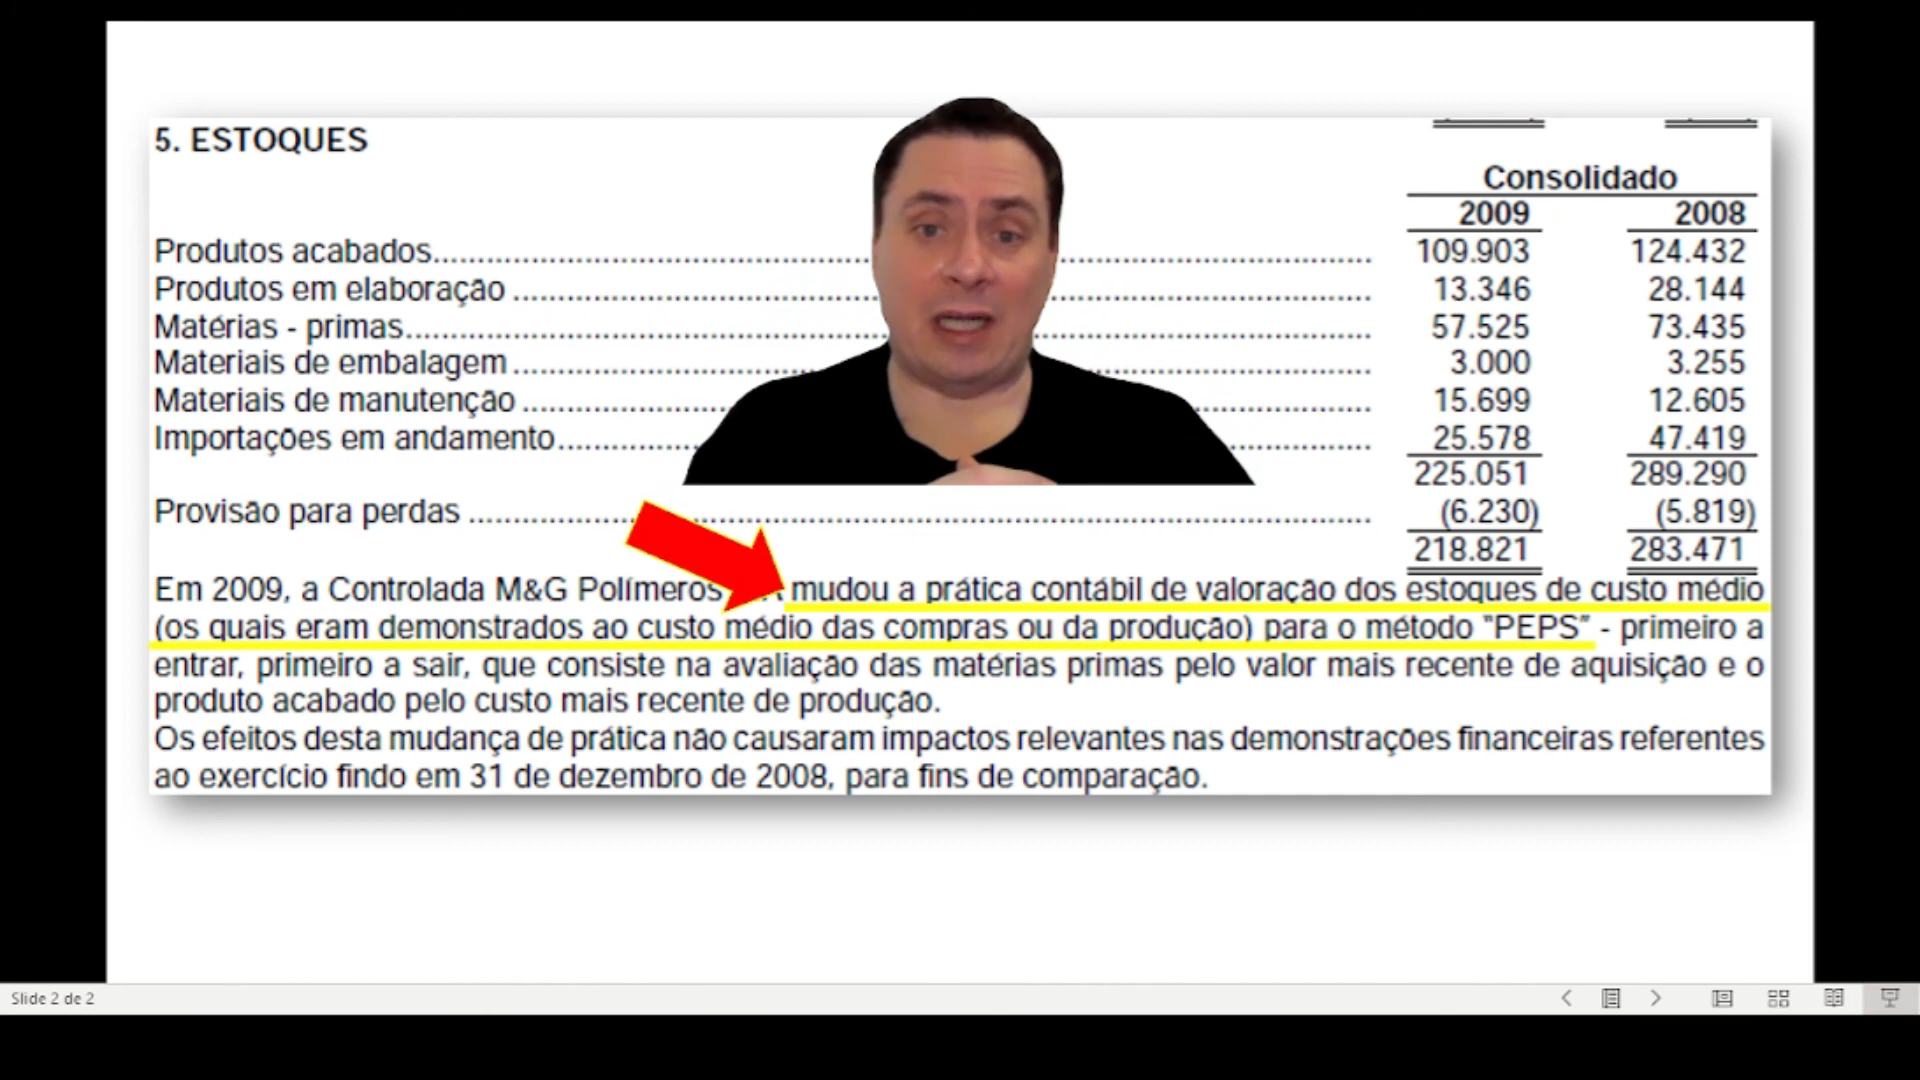 5. ESTOQUES
Consolidado
2009 2008
Produtos acabados 109.903 124.432
Produtos em elaboração 13.346 28.144
Matérias - primas 57.525 73.435
Materiais de embalagem 3.000 3.255
Materiais de manutenção 15.699 12.605
Importações em andamento 25.578 47.419
225.051 289.290
Provisão para perdas (6.230) (5.819)
218.821 283.471
Em 2009, a Controlada M&G Polímeros mudou a prática contábil de valoração dos estoques de custo médio
(os quais eram demonstrados ao custo médio das compras ou da produção) para o método "PEPS" - primeiro a
entrar, primeiro a sair, que consiste na avaliação das matérias primas pelo valor mais recente de aquisição e o
produto acabado pelo custo mais recente de produção.
Os efeitos desta mudança de prática não causaram impactos relevantes nas demonstrações financeiras referentes
ao exercício findo em 31 de dezembro de 2008, para fins de comparação.
Slide 2 de 2